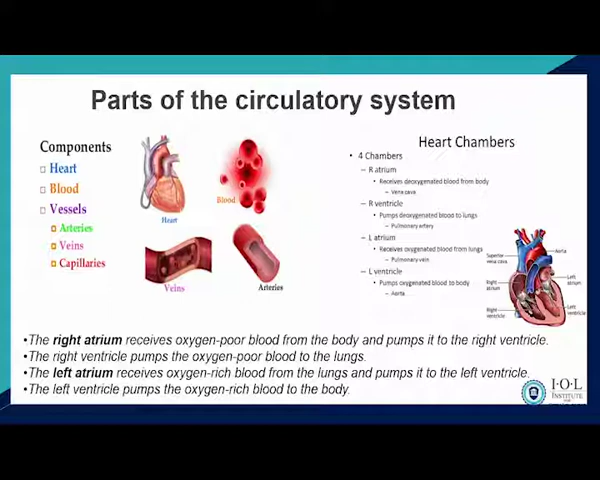 Parts of the circulatory system
Components
□ Heart
□ Blood
□ Vessels
Arteries
Veins
Capillaries
Heart
Blood
Veins
Arteries
Heart Chambers
• 4 Chambers
– R atrium
• Receives deoxygenated blood from body
– Vena cava
– R ventricle
• Pumps deoxygenated blood to lungs
– Pulmonary artery
– L atrium
• Receives oxygenated blood from lungs
– Pulmonary vein
– L ventricle
• Pumps oxygenated blood to body
– Aorta
Superior
vena cava
Aorta
Right
atrium
Left
atrium
Right
ventricle
Left
ventricle
•The right atrium receives oxygen-poor blood from the body and pumps it to the right ventricle.
•The right ventricle pumps the oxygen-poor blood to the lungs.
•The left atrium receives oxygen-rich blood from the lungs and pumps it to the left ventricle.
•The left ventricle pumps the oxygen-rich blood to the body.
I·O·L
INSTITUTE